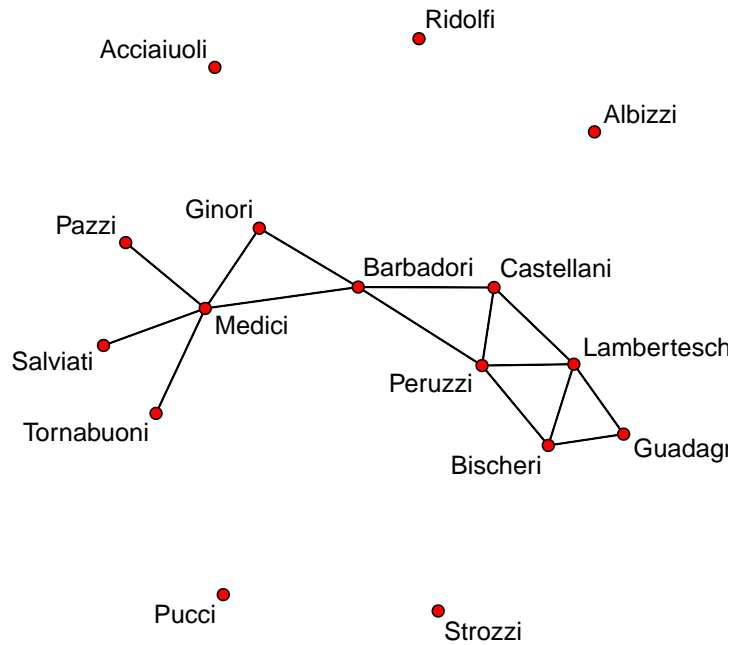 Ridolfi
Acciaiuoli
Albizzi
Ginori
Pazzi
Barbadori
Castellani
Medici
Lambertesch
Salviati
Peruzzi
Tornabuoni
Guadagn
Bischeri
Pucci
Strozzi